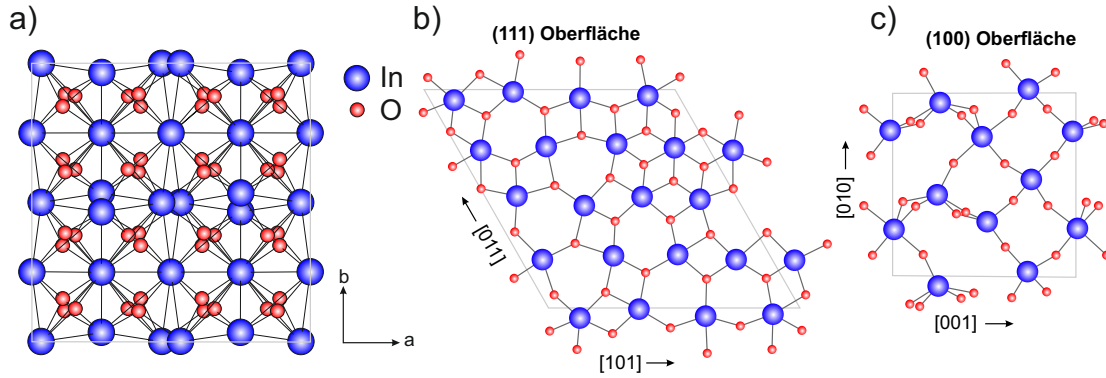 a)
In
O
b
a
b)
(111) Oberfläche
[011]
[101]
c)
(100) Oberfläche
[010]
[001]